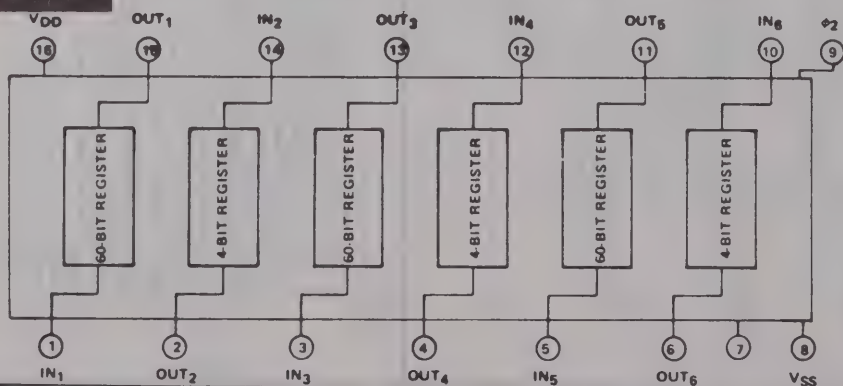 VDD OUT1 IN2 OUT3 IN4 OUT5 IN6 ϕ2
16 15 14 13 12 11 10 9
60-BIT REGISTER
4-BIT REGISTER
60-BIT REGISTER
4-BIT REGISTER
60-BIT REGISTER
4-BIT REGISTER
1 2 3 4 5 6 7 8
IN1 OUT2 IN3 OUT4 IN5 OUT6 VSS